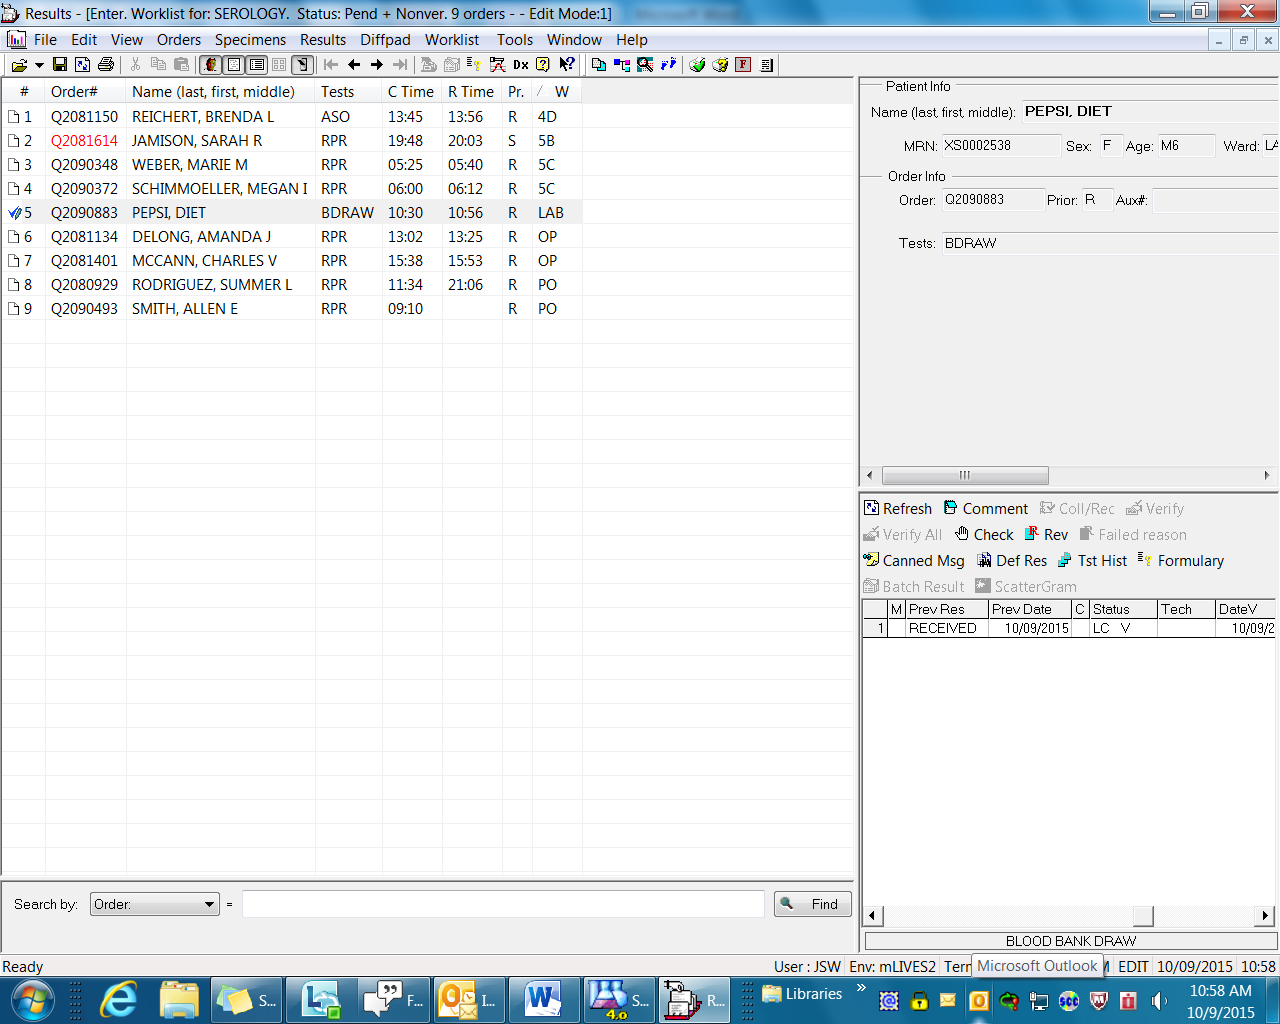 Results - [Enter. Worklist for: SEROLOGY. Status: Pend + Nonver. 9 orders - - Edit Mode:1]
File Edit View Orders Specimens Results Diffpad Worklist Tools Window Help
Dx
# Order# Name (last, first, middle) Tests C Time R Time Pr. / W
1 Q2081150 REICHERT, BRENDA L ASO 13:45 13:56 R 4D
2 Q2081614 JAMISON, SARAH R RPR 19:48 20:03 S 5B
3 Q2090348 WEBER, MARIE M RPR 05:25 05:40 R 5C
4 Q2090372 SCHIMMOELLER, MEGAN I RPR 06:00 06:12 R 5C
5 Q2090883 PEPSI, DIET BDRAW 10:30 10:56 R LAB
6 Q2081134 DELONG, AMANDA J RPR 13:02 13:25 R OP
7 Q2081401 MCCANN, CHARLES V RPR 15:38 15:53 R OP
8 Q2080929 RODRIGUEZ, SUMMER L RPR 11:34 21:06 R PO
9 Q2090493 SMITH, ALLEN E RPR 09:10 R PO
Search by: Order: = Find
Patient Info
Name (last, first, middle): PEPSI, DIET
MRN: XS0002538 Sex: F Age: M6 Ward: LA
Order Info
Order: Q2090883 Prior: R Aux#:
Tests: BDRAW
Refresh Comment Coll/Rec Verify
Verify All Check Rev Failed reason
Canned Msg Def Res Tst Hist Formulary
Batch Result ScatterGram
M Prev Res Prev Date C Status Tech DateV
1 RECEIVED 10/09/2015 LC V 10/09/2
BLOOD BANK DRAW
Ready User : JSW Env: mLIVES2 Term Microsoft Outlook M EDIT 10/09/2015 10:58
S... L... F... I... S... 4.0 R... Libraries » 10:58 AM
10/9/2015